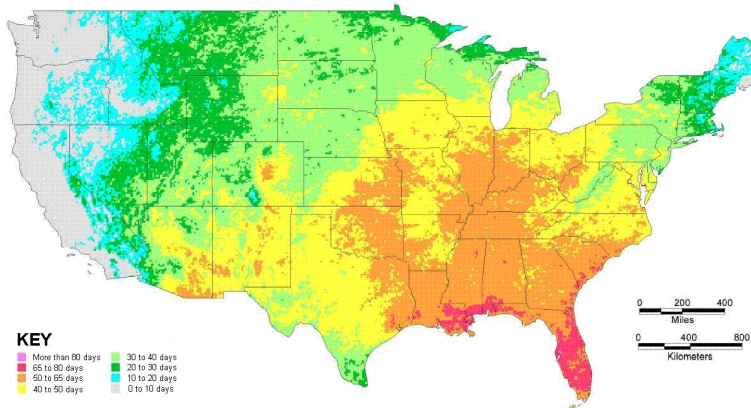 0 200 400
Miles
0 400 800
Kilometers
KEY
More than 80 days
65 to 80 days
50 to 65 days
40 to 50 days
30 to 40 days
20 to 30 days
10 to 20 days
0 to 10 days